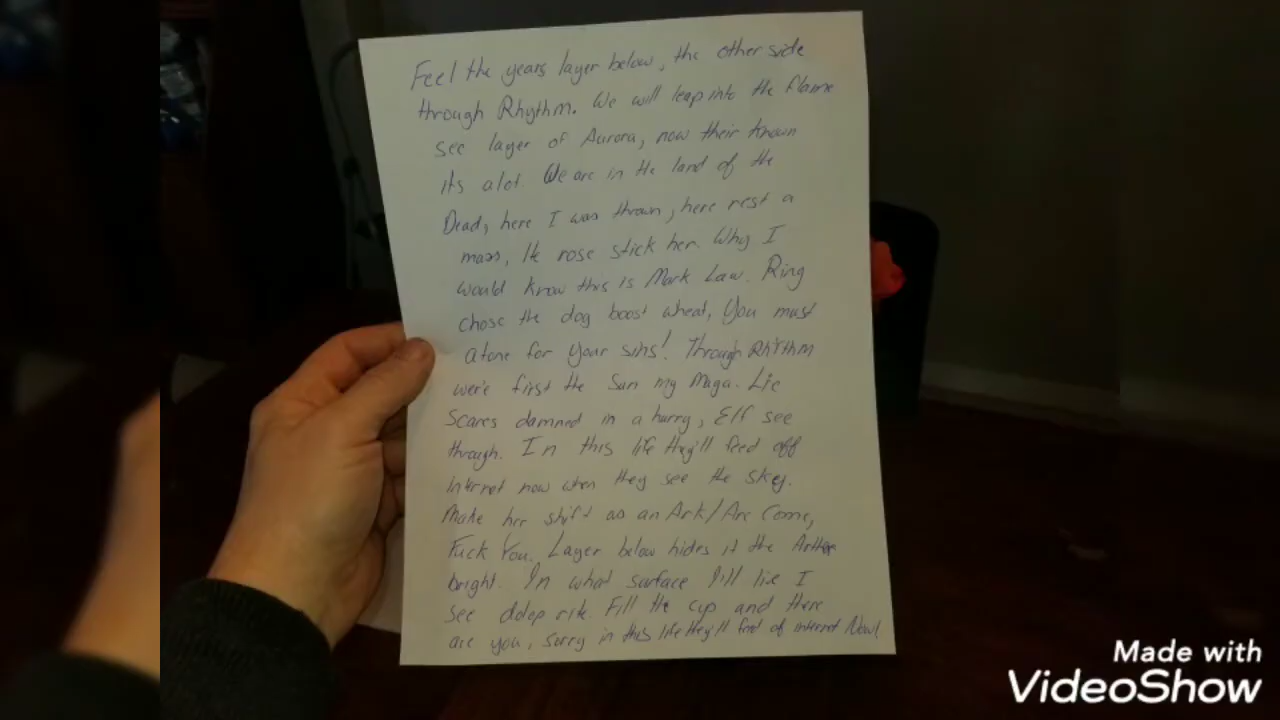 Feel the years layer below, the other side
through Rhythm. We will leap into the flame
see layer of Aurora, now their known
its alot. We are in the land of the
Dead, here I was thrown, here rest a
mass, He rose stick her. Why I
would know this is Mark Law. Ring
chose the dog boost wheat, You must
atone for your sins! Through Rhythm
were first the Sun my Maga. Lie
Scares damned in a hurry, Elf see
through. In this life they'll feed off
Internet now when they see the sky.
Make her shift as an Ark/Arc Come,
Fuck You. Layer below hides it the
bright. In what surface I'll lie I
see rite. Fill the cup and there
are you, sorry in this life they'll feed of internet Now!
Made with
VideoShow